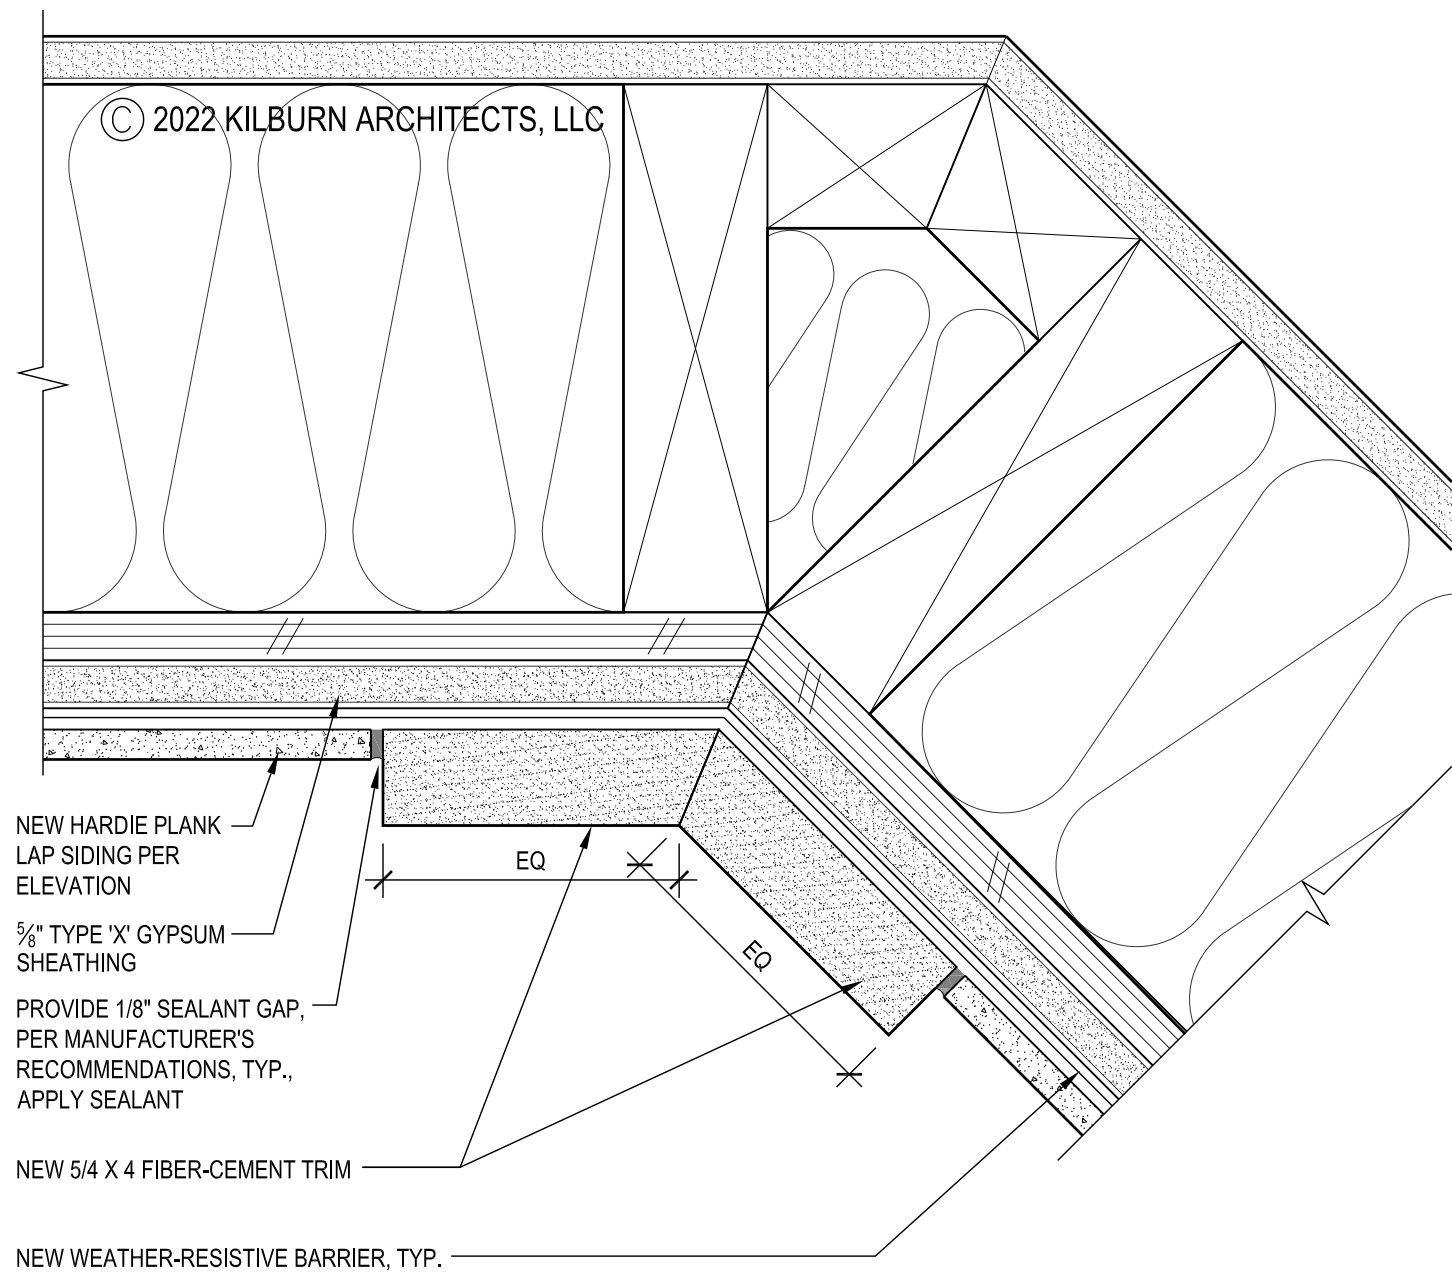 © 2022 KILBURN ARCHITECTS, LLC
NEW HARDIE PLANK
LAP SIDING PER
ELEVATION
⅝" TYPE 'X' GYPSUM
SHEATHING
PROVIDE 1/8" SEALANT GAP,
PER MANUFACTURER'S
RECOMMENDATIONS, TYP.,
APPLY SEALANT
NEW 5/4 X 4 FIBER-CEMENT TRIM
NEW WEATHER-RESISTIVE BARRIER, TYP.
EQ
EQ